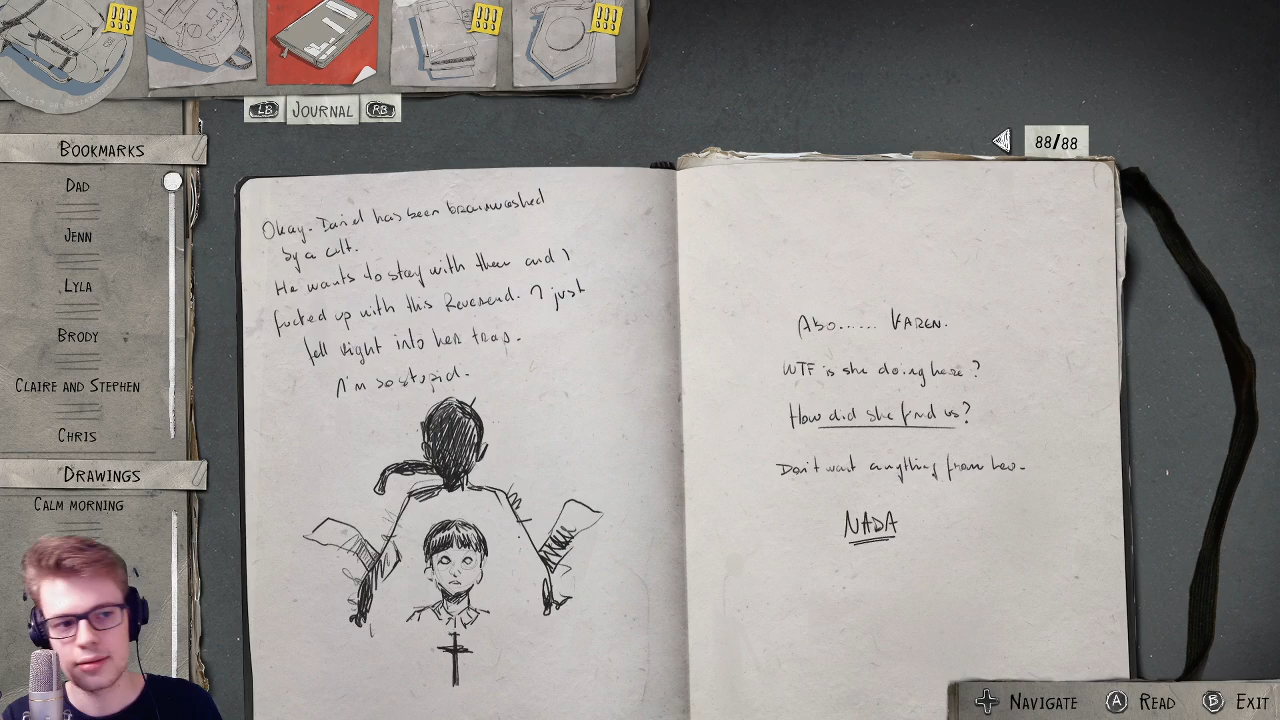 !!!
!!!
!!!
LB JOURNAL RB
88/88
BOOKMARKS
DAD
JENN
LYLA
BRODY
CLAIRE AND STEPHEN
CHRIS
DRAWINGS
CALM MORNING
Okay. Daniel has been brainwashed
by a cult.
He wants to stay with them and I
fucked up with this Reverend. I just
fell right into her trap.
I'm so stupid.
Also...... KAREN.
WTF is she doing here?
How did she find us?
Don't want anything from her.
NADA
NAVIGATE A READ B EXIT